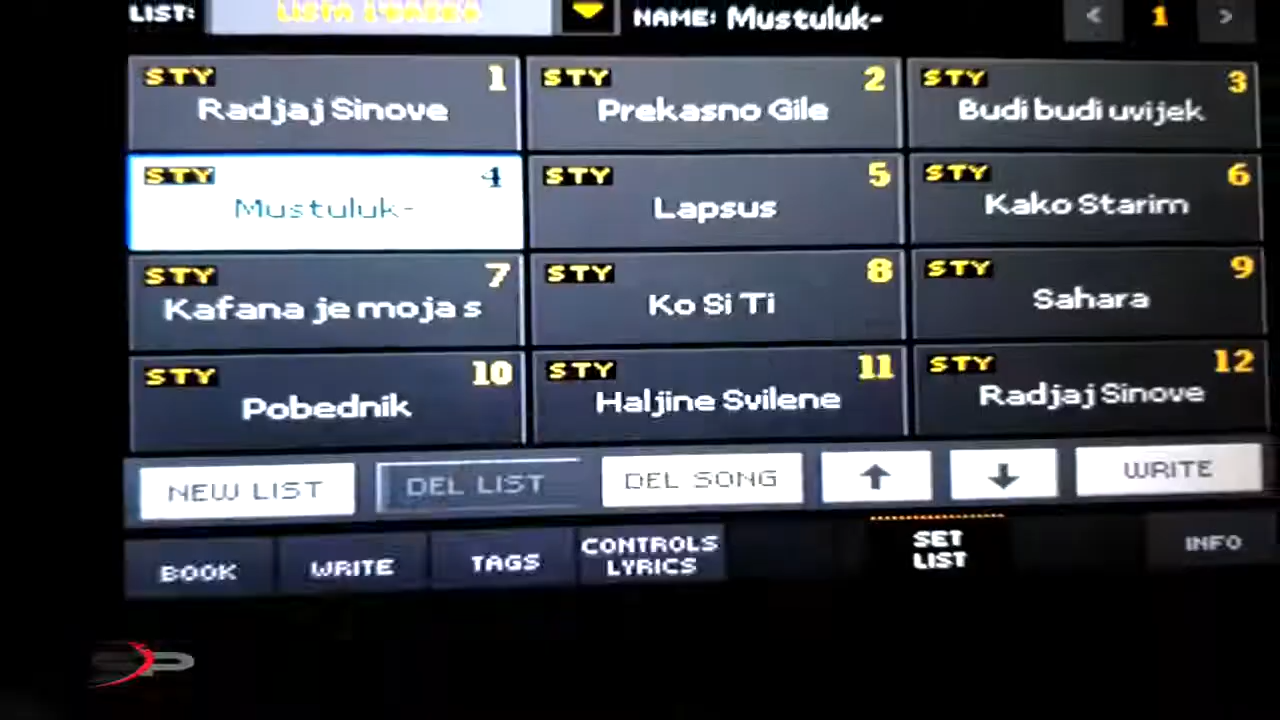 LIST:
LISTA
NAME: Mustuluk-
<
1
>
STY 1
Radjaj Sinove
STY 2
Prekasno Gile
STY 3
Budi budi uvijek
STY 4
Mustuluk-
STY 5
Lapsus
STY 6
Kako Starim
STY 7
Kafana je moja s
STY 8
Ko Si Ti
STY 9
Sahara
STY 10
Pobednik
STY 11
Haljine Svilene
STY 12
Radjaj Sinove
NEW LIST
DEL LIST
DEL SONG
↑
↓
WRITE
BOOK
WRITE
TAGS
CONTROLS
LYRICS
SET
LIST
INFO
SP